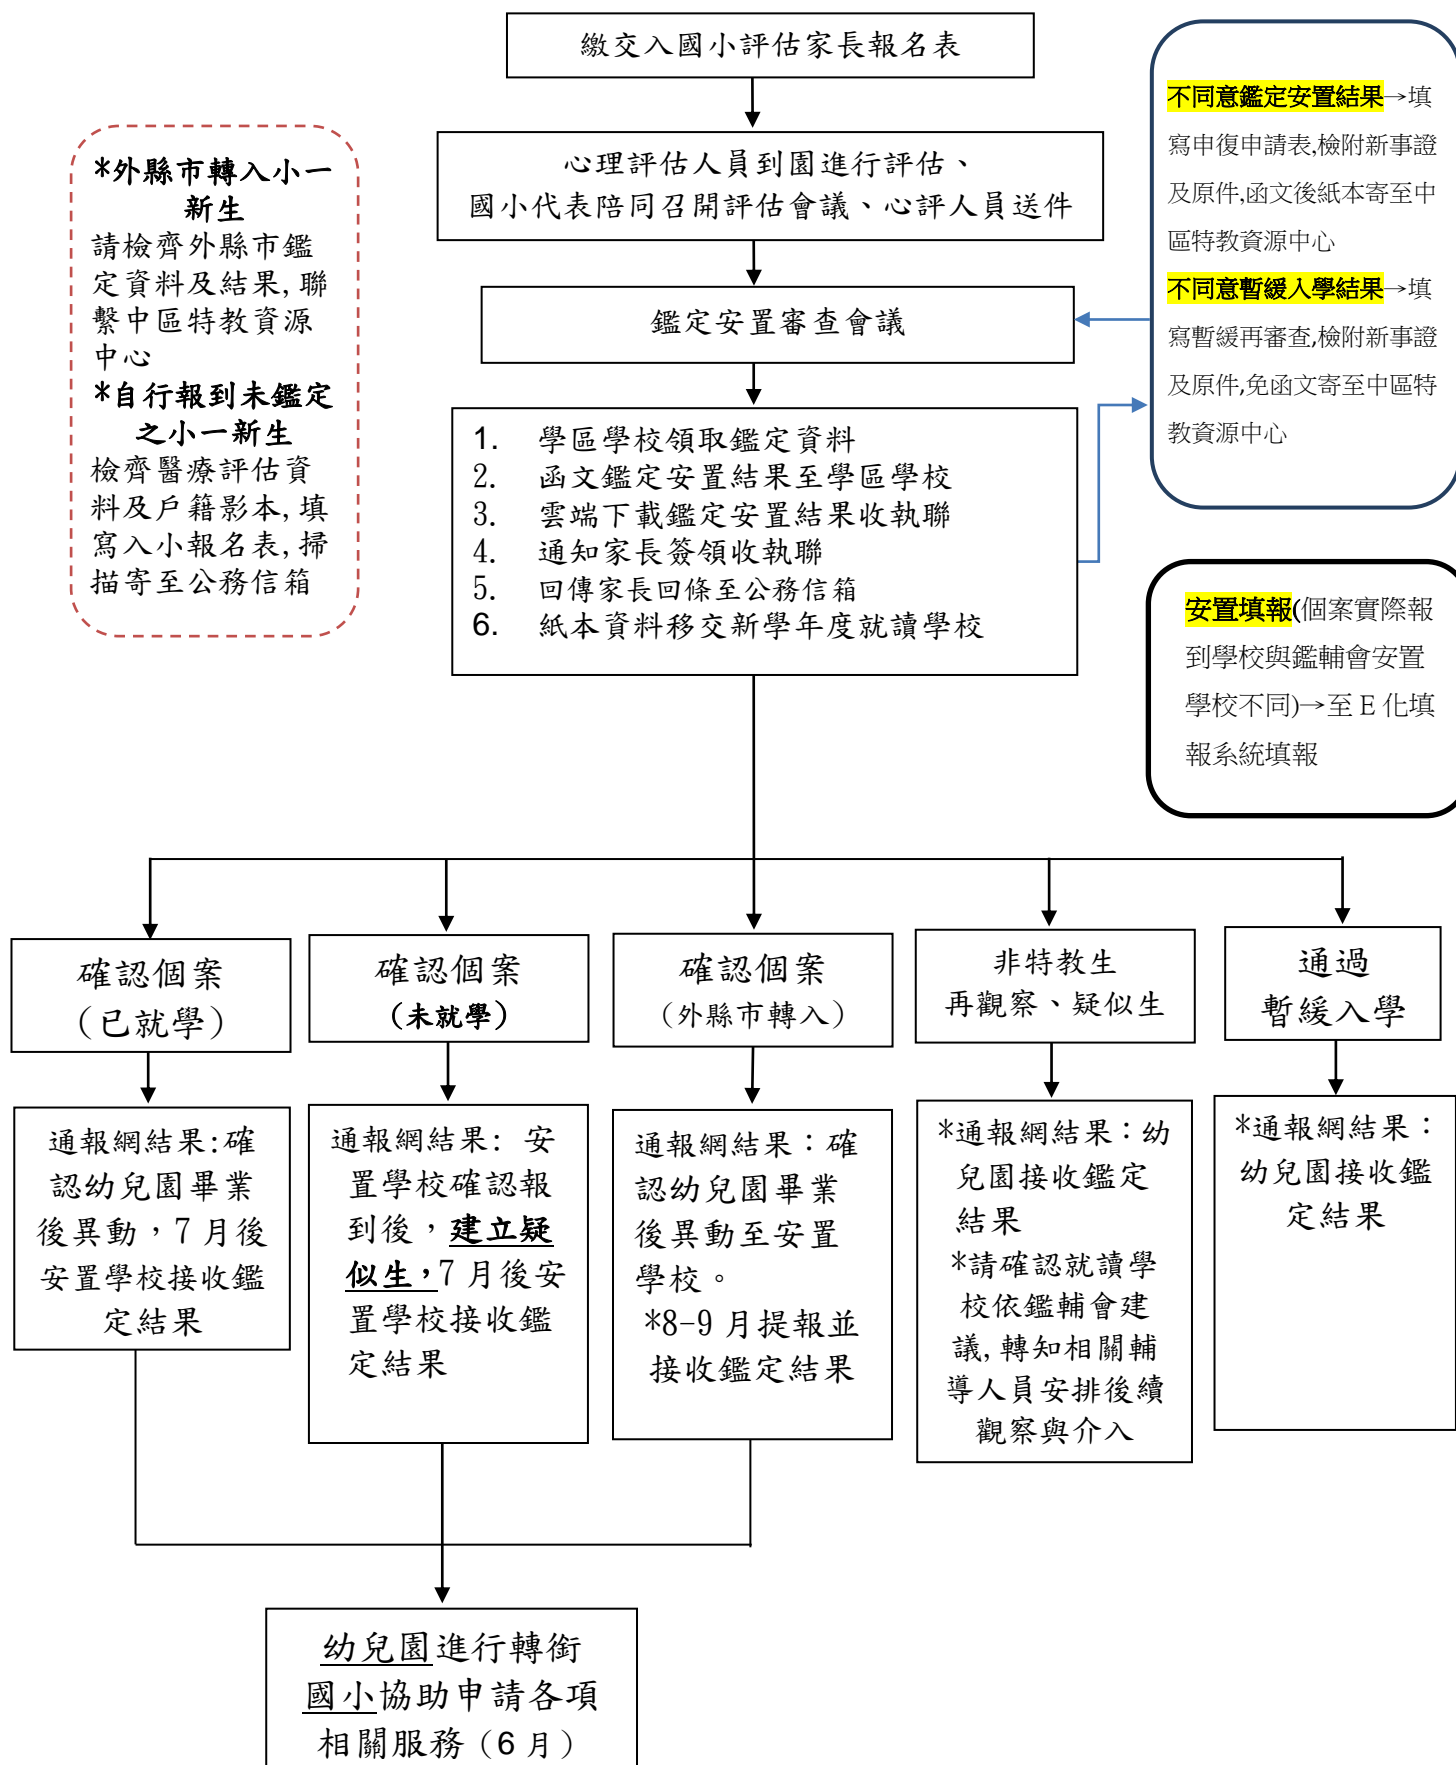 繳交入國小評估家長報名表
心理評估人員到園進行評估、
國小代表陪同召開評估會議、心評人員送件
鑑定安置審查會議
1. 學區學校領取鑑定資料
2. 函文鑑定安置結果至學區學校
3. 雲端下載鑑定安置結果收執聯
4. 通知家長簽領收執聯
5. 回傳家長回條至公務信箱
6. 紙本資料移交新學年度就讀學校
*外縣市轉入小一
新生
請檢齊外縣市鑑
定資料及結果,聯
繫中區特教資源
中心
*自行報到未鑑定
之小一新生
檢齊醫療評估資
料及戶籍影本,填
寫入小報名表,掃
描寄至公務信箱
不同意鑑定安置結果→填
寫申復申請表,檢附新事證
及原件,函文後紙本寄至中
區特教資源中心
不同意暫緩入學結果→填
寫暫緩再審查,檢附新事證
及原件,免函文寄至中區特
教資源中心
安置填報(個案實際報
到學校與鑑輔會安置
學校不同)→至 E 化填
報系統填報
確認個案
（已就學）
確認個案
（未就學）
確認個案
（外縣市轉入）
非特教生
再觀察、疑似生
通過
暫緩入學
通報網結果:確
認幼兒園畢業
後異動，7 月後
安置學校接收鑑
定結果
通報網結果: 安
置學校確認報
到後，建立疑
似生，7 月後安
置學校接收鑑
定結果
通報網結果：確
認幼兒園畢業
後異動至安置
學校。
*8-9 月提報並
接收鑑定結果
*通報網結果：幼
兒園接收鑑定
結果
*請確認就讀學
校依鑑輔會建
議,轉知相關輔
導人員安排後續
觀察與介入
*通報網結果：
幼兒園接收鑑
定結果
幼兒園進行轉銜
國小協助申請各項
相關服務（6 月）